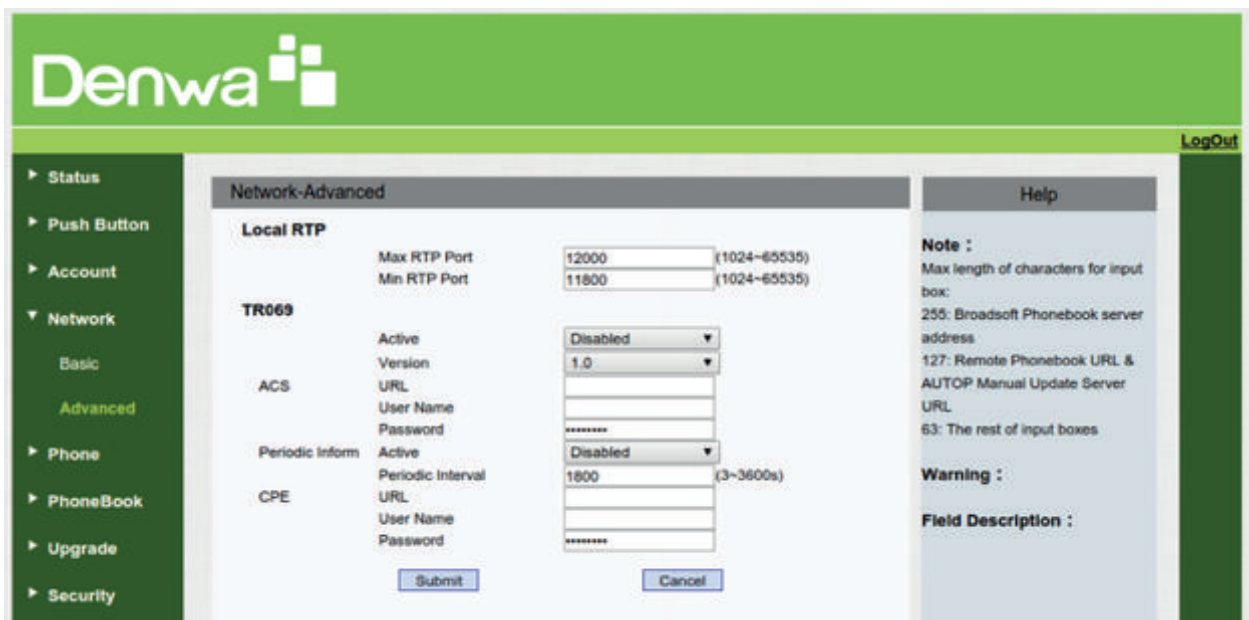 Denwa
LogOut
Status
Push Button
Account
Network
Basic
Advanced
Phone
PhoneBook
Upgrade
Security
Network-Advanced
Local RTP
Max RTP Port 12000 (1024~65535)
Min RTP Port 11800 (1024~65535)
TR069
Active Disabled
Version 1.0
ACS URL
User Name
Password ••••••••
Periodic Inform Active Disabled
Periodic Interval 1800 (3~3600s)
CPE URL
User Name
Password ••••••••
Submit Cancel
Help
Note :
Max length of characters for input
box:
255: Broadsoft Phonebook server
address
127: Remote Phonebook URL &
AUTOP Manual Update Server
URL
63: The rest of input boxes
Warning :
Field Description :